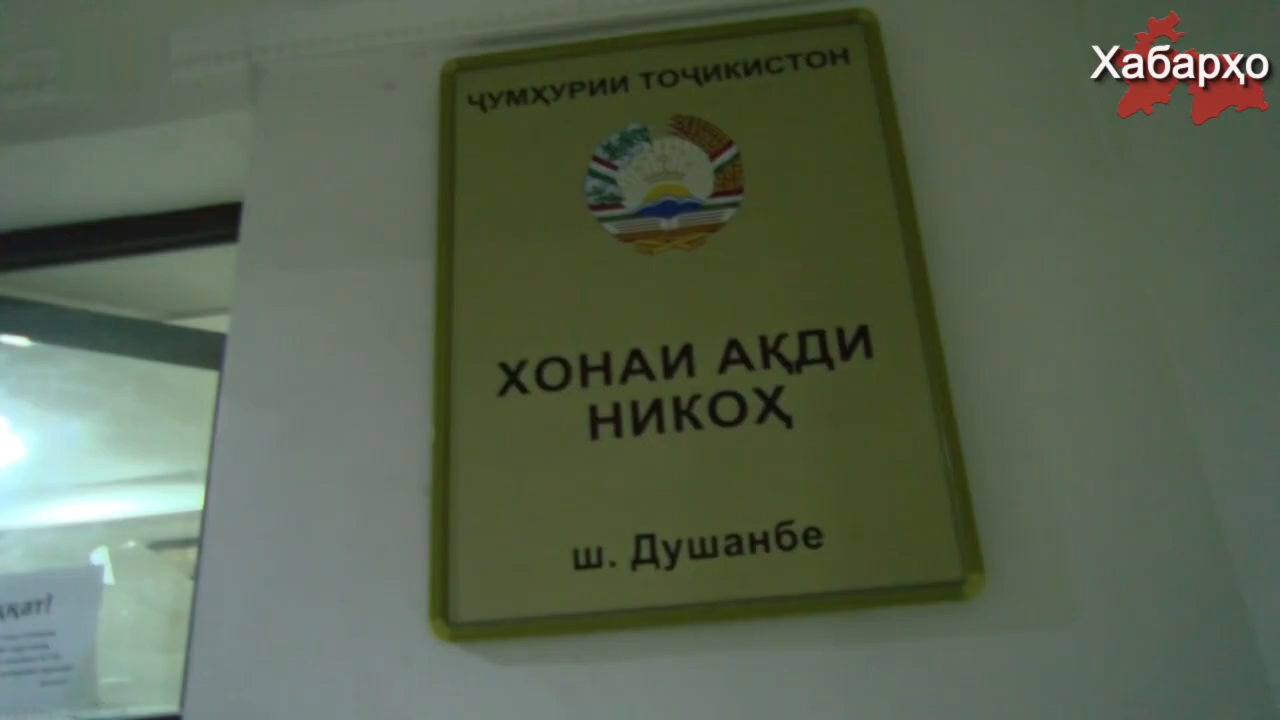 ҶУМҲУРИИ ТОҶИКИСТОН
ХОНАИ АҚДИ
НИКОҲ
ш. Душанбе
Хабарҳо